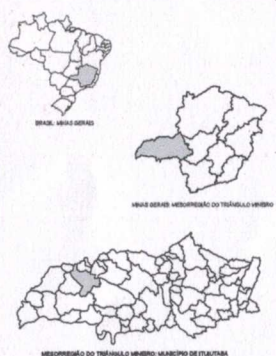 BRASIL: MINAS GERAIS
MINAS GERAIS: MESORREGIÃO DO TRIÂNGULO MINEIRO
MESORREGIÃO DO TRIÂNGULO MINEIRO: MUNICÍPIO DE ITUIUTABA